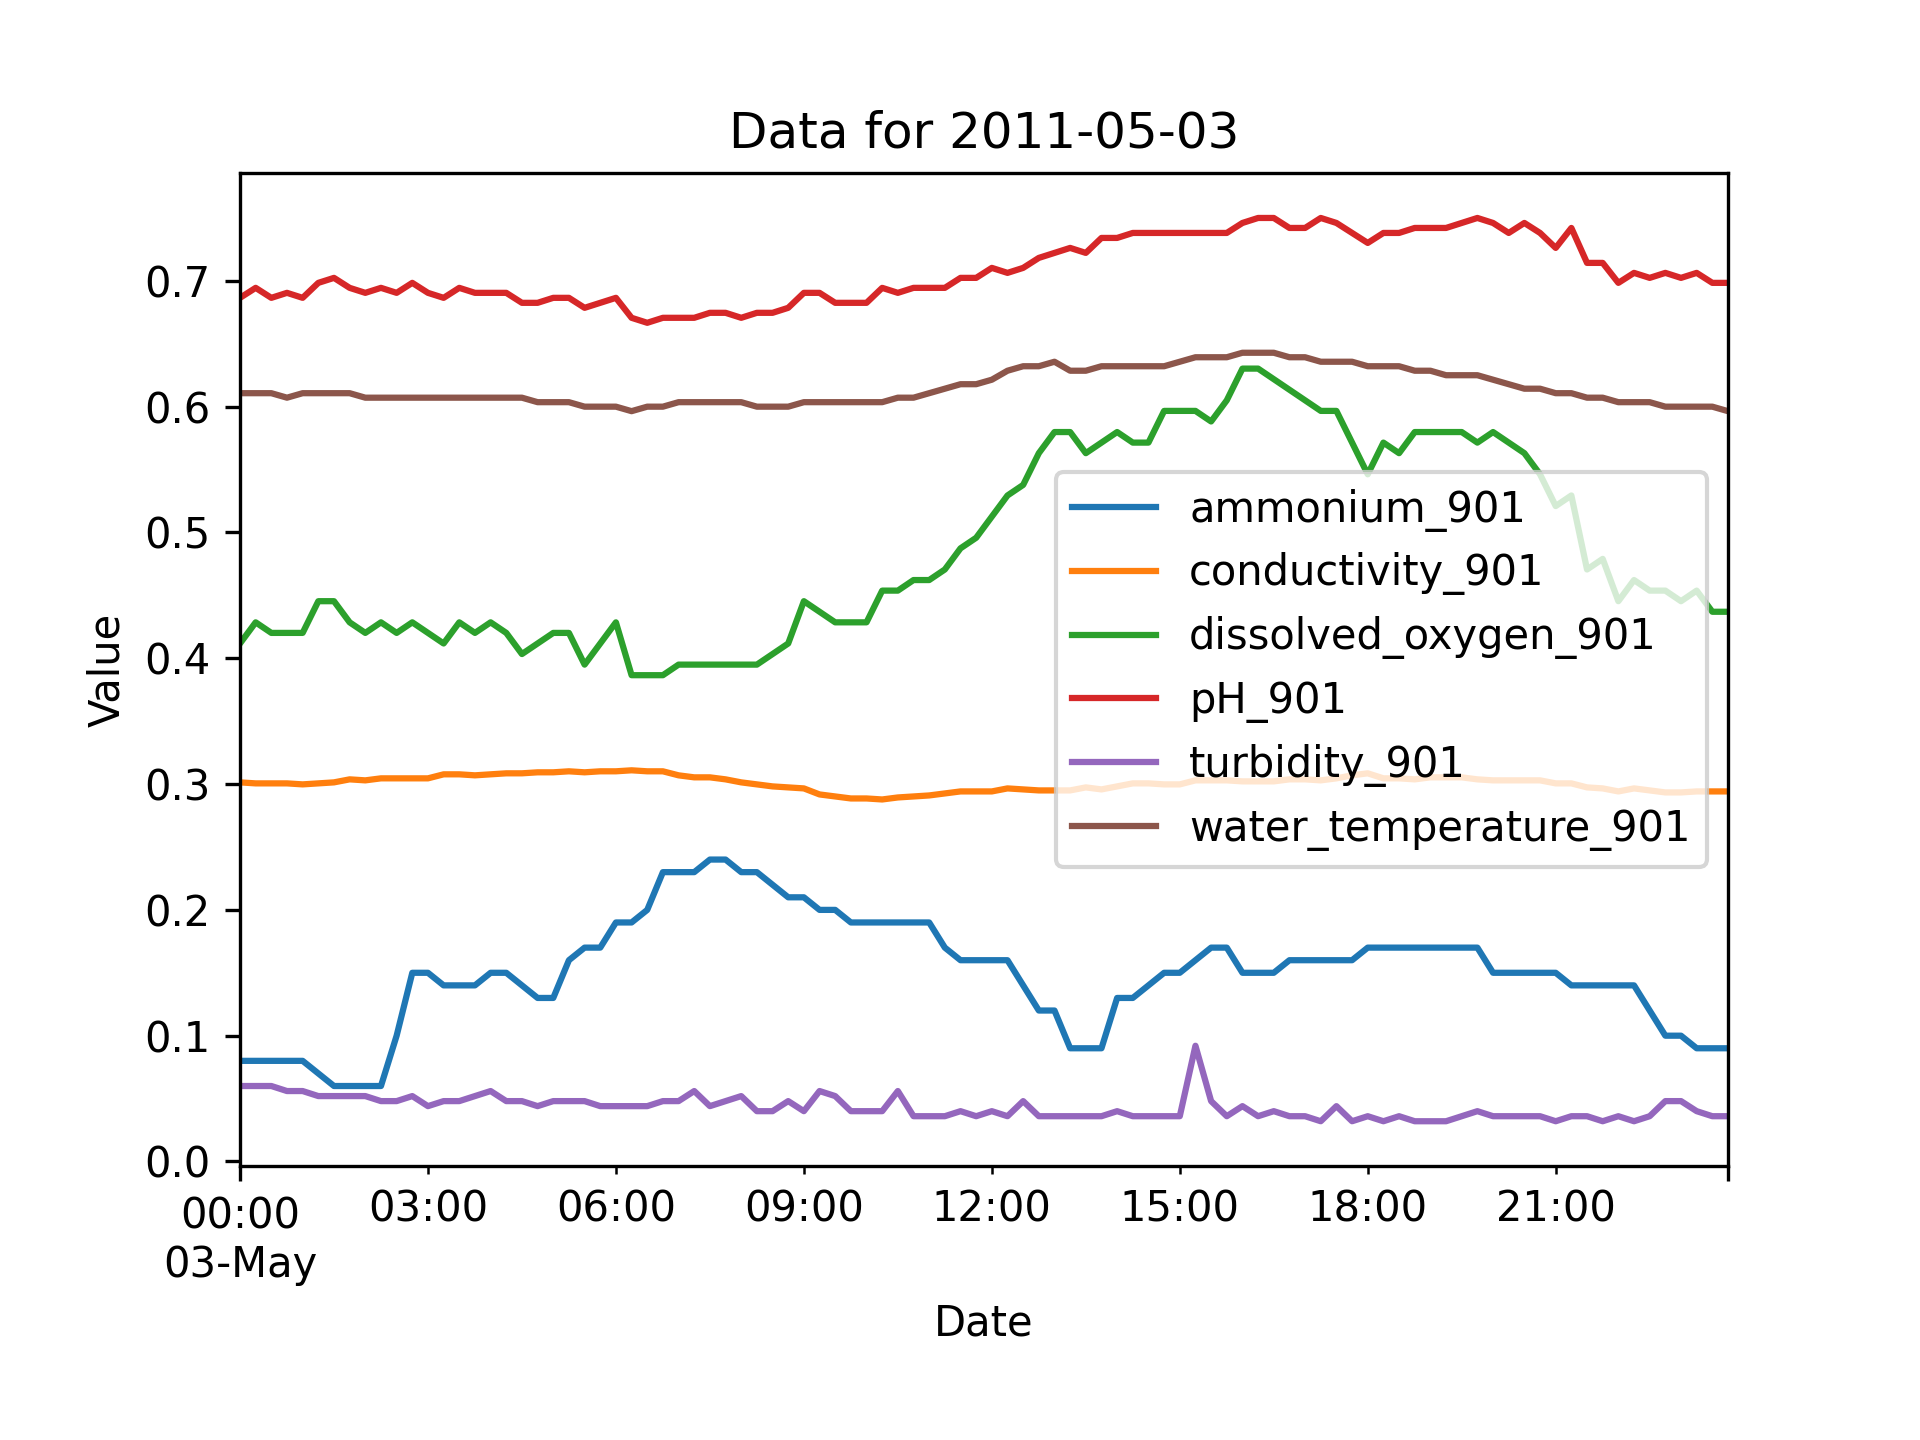 Data for 2011-05-03
Value
0.7
0.6
0.5
0.4
0.3
0.2
0.1
0.0
ammonium_901
conductivity_901
dissolved_oxygen_901
pH_901
turbidity_901
water_temperature_901
00:00 03:00 06:00 09:00 12:00 15:00 18:00 21:00
03-May
Date